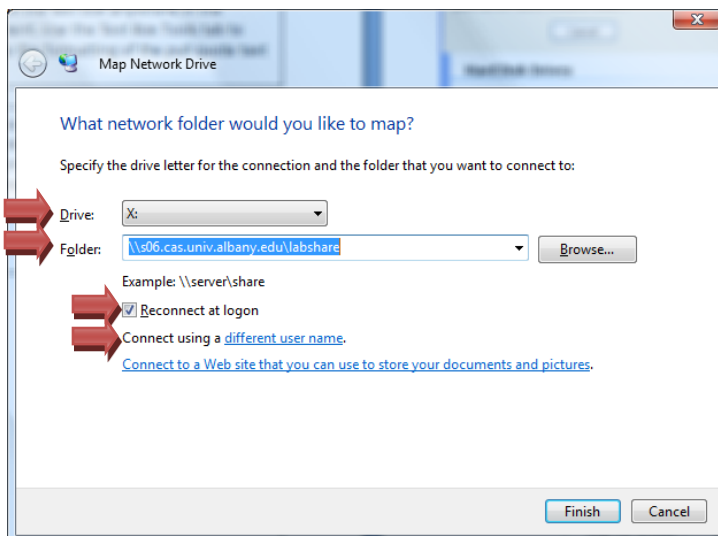 Map Network Drive
What network folder would you like to map?
Specify the drive letter for the connection and the folder that you want to connect to:
Drive: X:
Folder: \\s06.cas.univ.albany.edu\labshare Browse...
Example: \\server\share
Reconnect at logon
Connect using a different user name.
Connect to a Web site that you can use to store your documents and pictures.
Finish Cancel